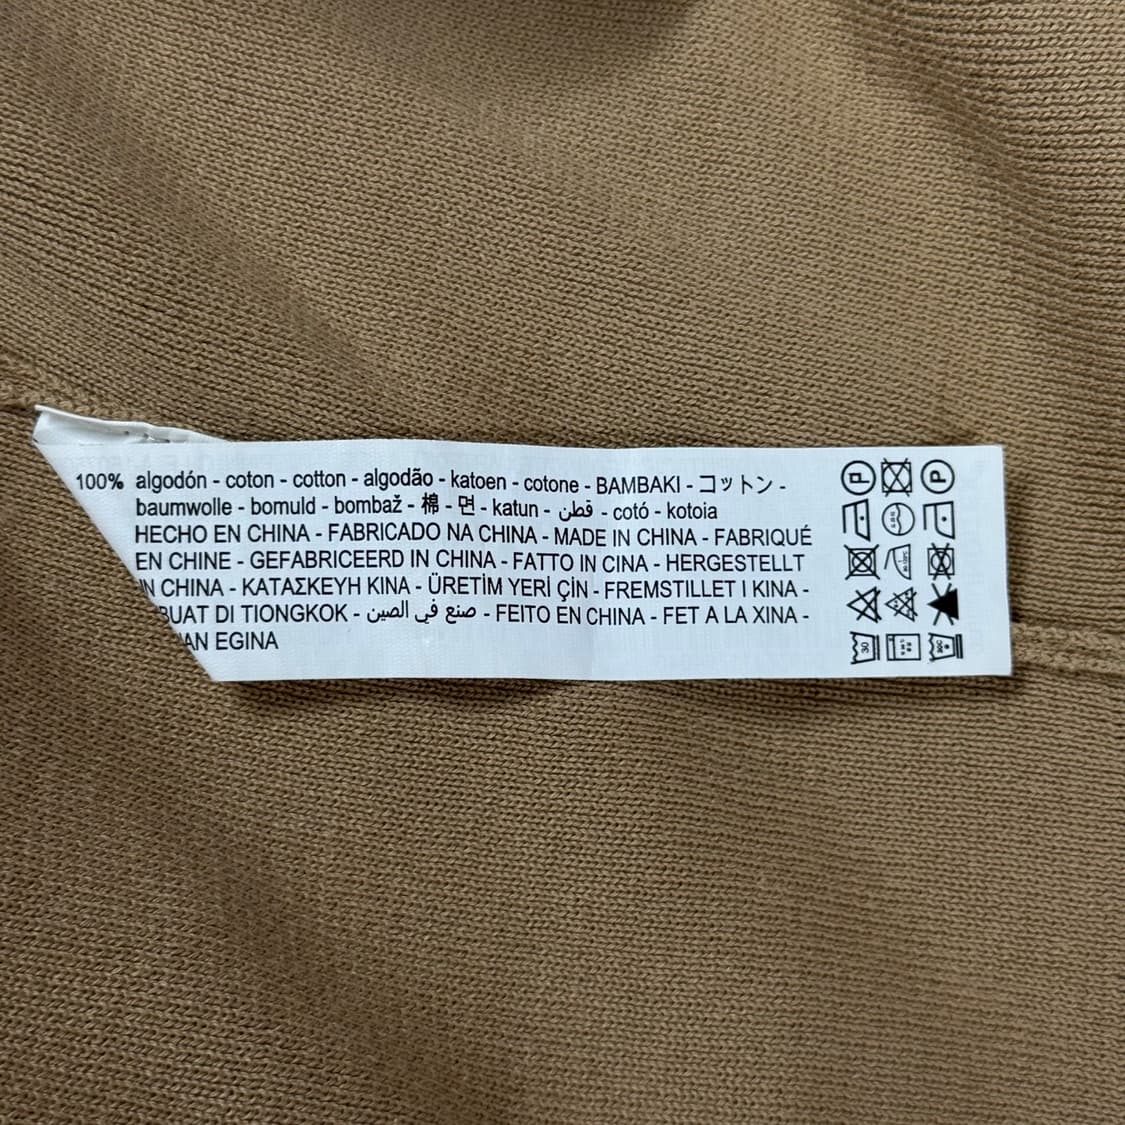 100% algodón - coton - cotton - algodão - katoen - cotone - BAMBAKI - コットン -
baumwolle - bomuld - bombaž - 棉 - 면 - katun - قطن - cotó - kotoia
HECHO EN CHINA - FABRICADO NA CHINA - MADE IN CHINA - FABRIQUÉ
EN CHINE - GEFABRICEERD IN CHINA - FATTO IN CINA - HERGESTELLT
IN CHINA - ΚΑΤΑΣΚΕΥΗ ΚΙΝΑ - ÜRETİM YERİ ÇİN - FREMSTILLET I KINA -
BUAT DI TIONGKOK - صنع في الصين - FEITO EN CHINA - FET A LA XINA -
AN EGINA
P P
30